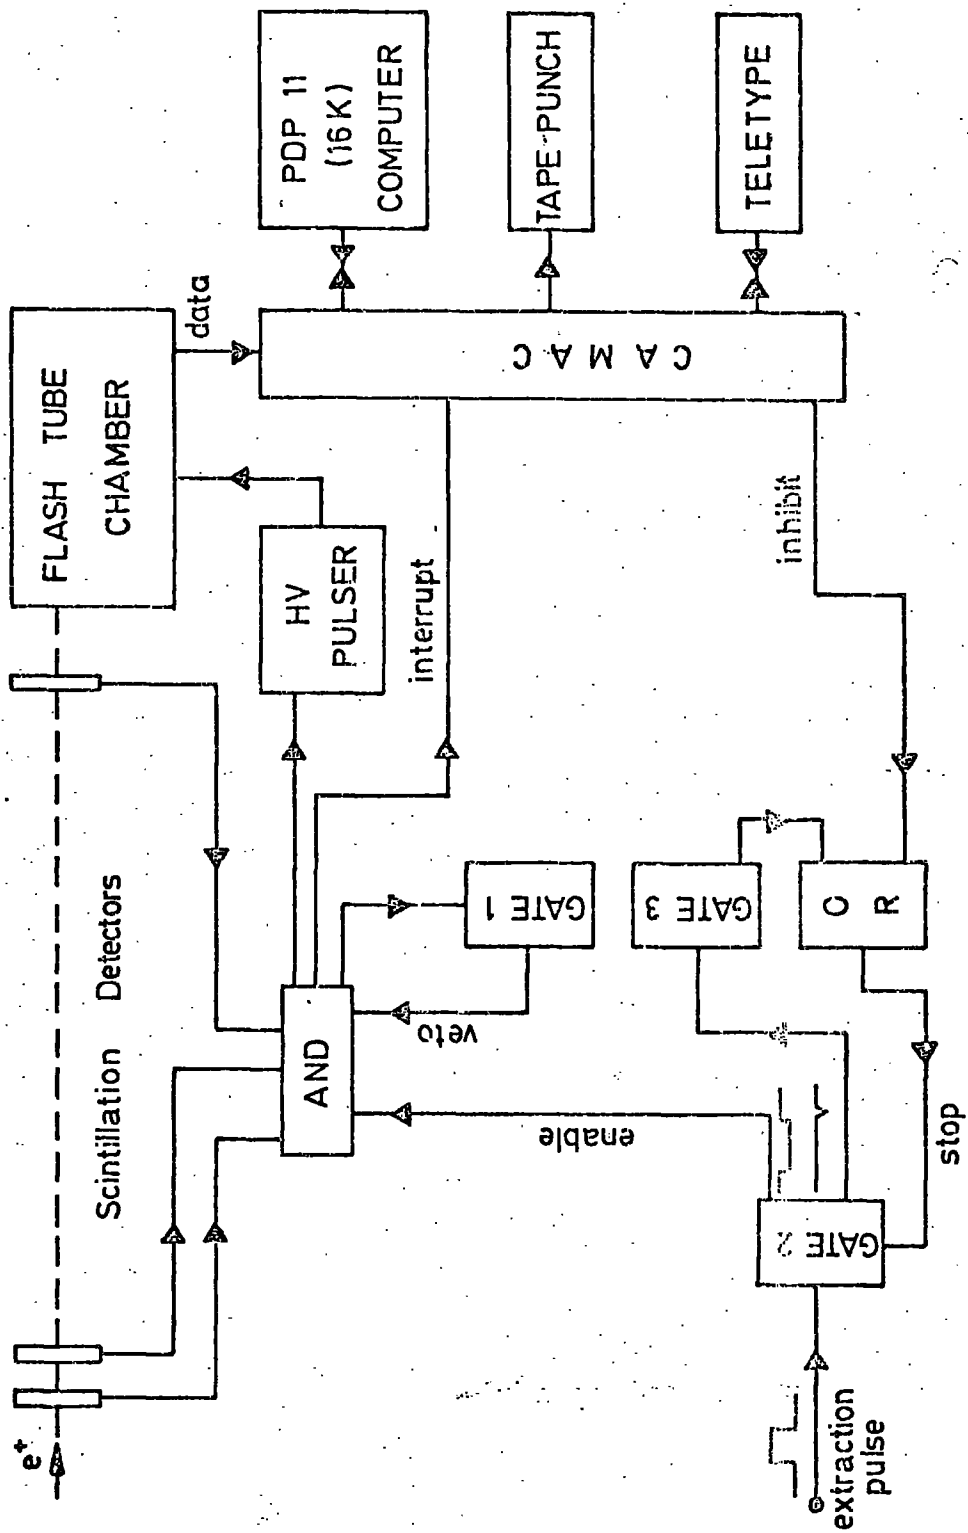 e⁺
Scintillation Detectors
FLASH TUBE
CHAMBER
data
HV
PULSER
interrupt
AND
veto
GATE 1
enable
extraction
pulse
GATE 2
stop
GATE 3
O
R
inhibit
CAMAC
PDP 11
(16K)
COMPUTER
TAPE-PUNCH
TELETYPE